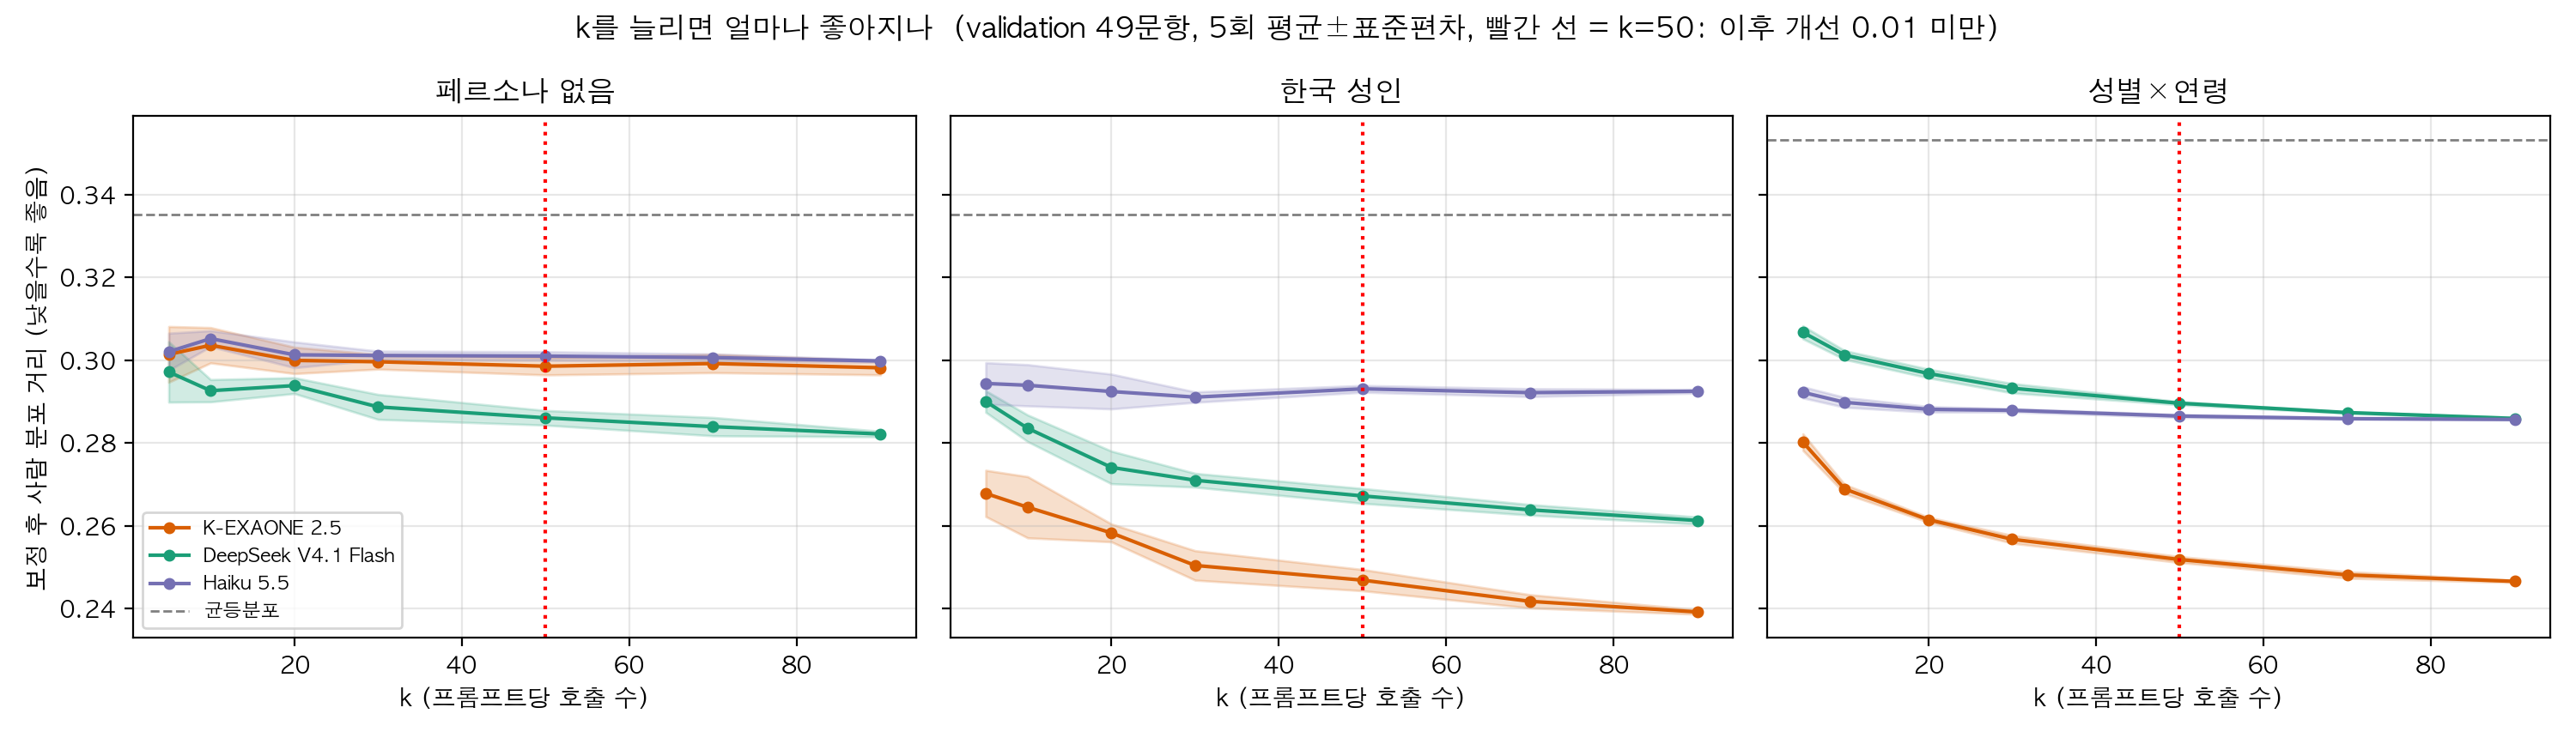 k를 늘리면 얼마나 좋아지나 (validation 49문항, 5회 평균±표준편차, 빨간 선 = k=50: 이후 개선 0.01 미만)
페르소나 없음
한국 성인
성별×연령
보정 후 사람 분포 거리 (낮을수록 좋음)
0.34
0.32
0.30
0.28
0.26
0.24
K-EXAONE 2.5
DeepSeek V4.1 Flash
Haiku 5.5
균등분포
20 40 60 80
20 40 60 80
20 40 60 80
k (프롬프트당 호출 수)
k (프롬프트당 호출 수)
k (프롬프트당 호출 수)